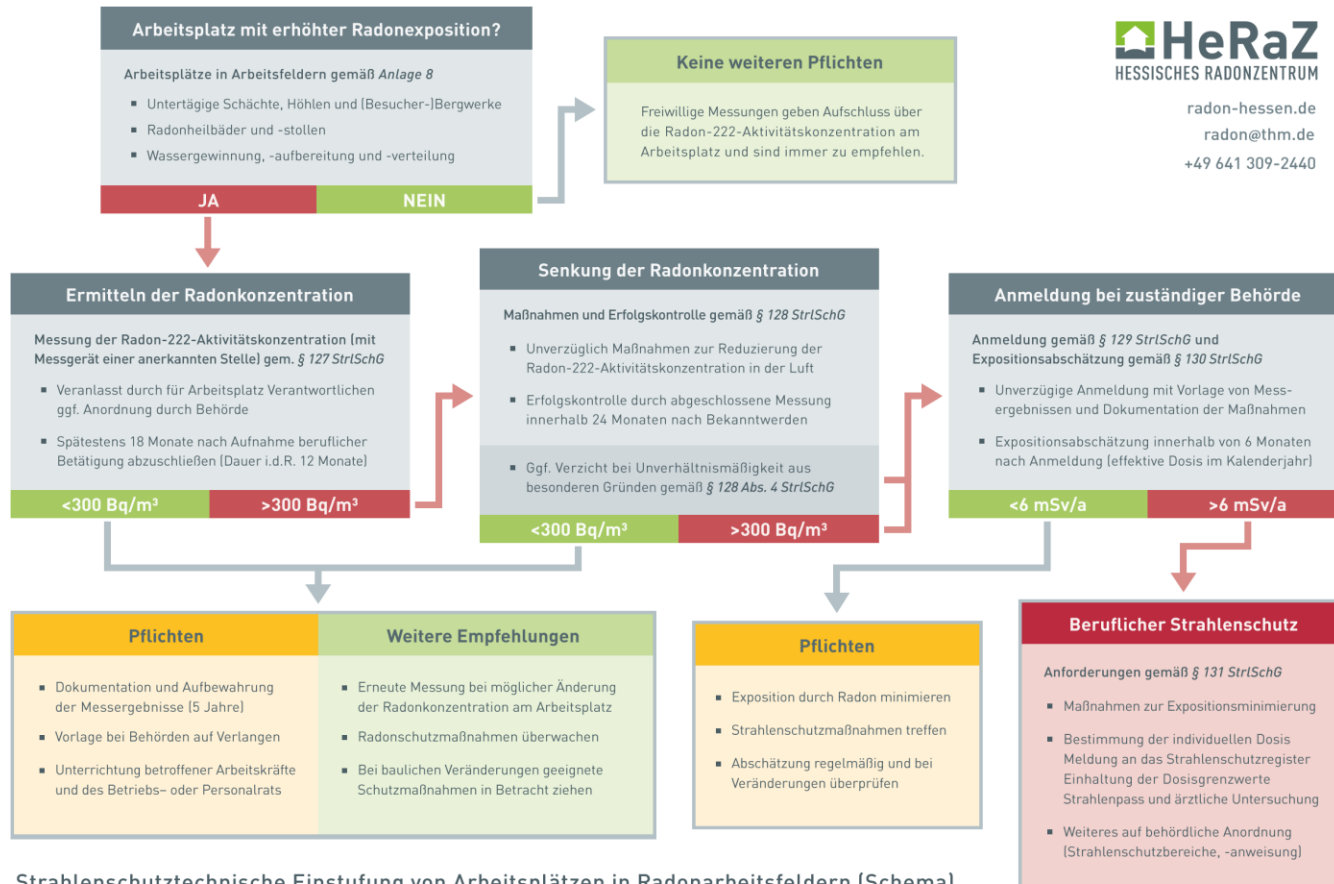 Arbeitsplatz mit erhöhter Radonexposition?
Arbeitsplätze in Arbeitsfeldern gemäß Anlage 8
▪ Untertägige Schächte, Höhlen und (Besucher-)Bergwerke
▪ Radonheilbäder und -stollen
▪ Wassergewinnung, -aufbereitung und -verteilung
JA
NEIN
Keine weiteren Pflichten
Freiwillige Messungen geben Aufschluss über
die Radon-222-Aktivitätskonzentration am
Arbeitsplatz und sind immer zu empfehlen.
HeRaZ
HESSISCHES RADONZENTRUM
radon-hessen.de
radon@thm.de
+49 641 309-2440
Ermitteln der Radonkonzentration
Messung der Radon-222-Aktivitätskonzentration (mit
Messgerät einer anerkannten Stelle) gem. § 127 StrlSchG
▪ Veranlasst durch für Arbeitsplatz Verantwortlichen
ggf. Anordnung durch Behörde
▪ Spätestens 18 Monate nach Aufnahme beruflicher
Betätigung abzuschließen (Dauer i.d.R. 12 Monate)
<300 Bq/m³
>300 Bq/m³
Senkung der Radonkonzentration
Maßnahmen und Erfolgskontrolle gemäß § 128 StrlSchG
▪ Unverzüglich Maßnahmen zur Reduzierung der
Radon-222-Aktivitätskonzentration in der Luft
▪ Erfolgskontrolle durch abgeschlossene Messung
innerhalb 24 Monaten nach Bekanntwerden
▪ Ggf. Verzicht bei Unverhältnismäßigkeit aus
besonderen Gründen gemäß § 128 Abs. 4 StrlSchG
<300 Bq/m³
>300 Bq/m³
Anmeldung bei zuständiger Behörde
Anmeldung gemäß § 129 StrlSchG und
Expositionsabschätzung gemäß § 130 StrlSchG
▪ Unverzügige Anmeldung mit Vorlage von Mess-
ergebnissen und Dokumentation der Maßnahmen
▪ Expositionsabschätzung innerhalb von 6 Monaten
nach Anmeldung (effektive Dosis im Kalenderjahr)
<6 mSv/a
>6 mSv/a
Pflichten
▪ Dokumentation und Aufbewahrung
der Messergebnisse (5 Jahre)
▪ Vorlage bei Behörden auf Verlangen
▪ Unterrichtung betroffener Arbeitskräfte
und des Betriebs– oder Personalrats
Weitere Empfehlungen
▪ Erneute Messung bei möglicher Änderung
der Radonkonzentration am Arbeitsplatz
▪ Radonschutzmaßnahmen überwachen
▪ Bei baulichen Veränderungen geeignete
Schutzmaßnahmen in Betracht ziehen
Pflichten
▪ Exposition durch Radon minimieren
▪ Strahlenschutzmaßnahmen treffen
▪ Abschätzung regelmäßig und bei
Veränderungen überprüfen
Beruflicher Strahlenschutz
Anforderungen gemäß § 131 StrlSchG
▪ Maßnahmen zur Expositionsminimierung
▪ Bestimmung der individuellen Dosis
Meldung an das Strahlenschutzregister
Einhaltung der Dosisgrenzwerte
Strahlenpass und ärztliche Untersuchung
▪ Weiteres auf behördliche Anordnung
(Strahlenschutzbereiche, -anweisung)
Strahlenschutztechnische Einstufung von Arbeitsplätzen in Radonarbeitsfeldern (Schema)